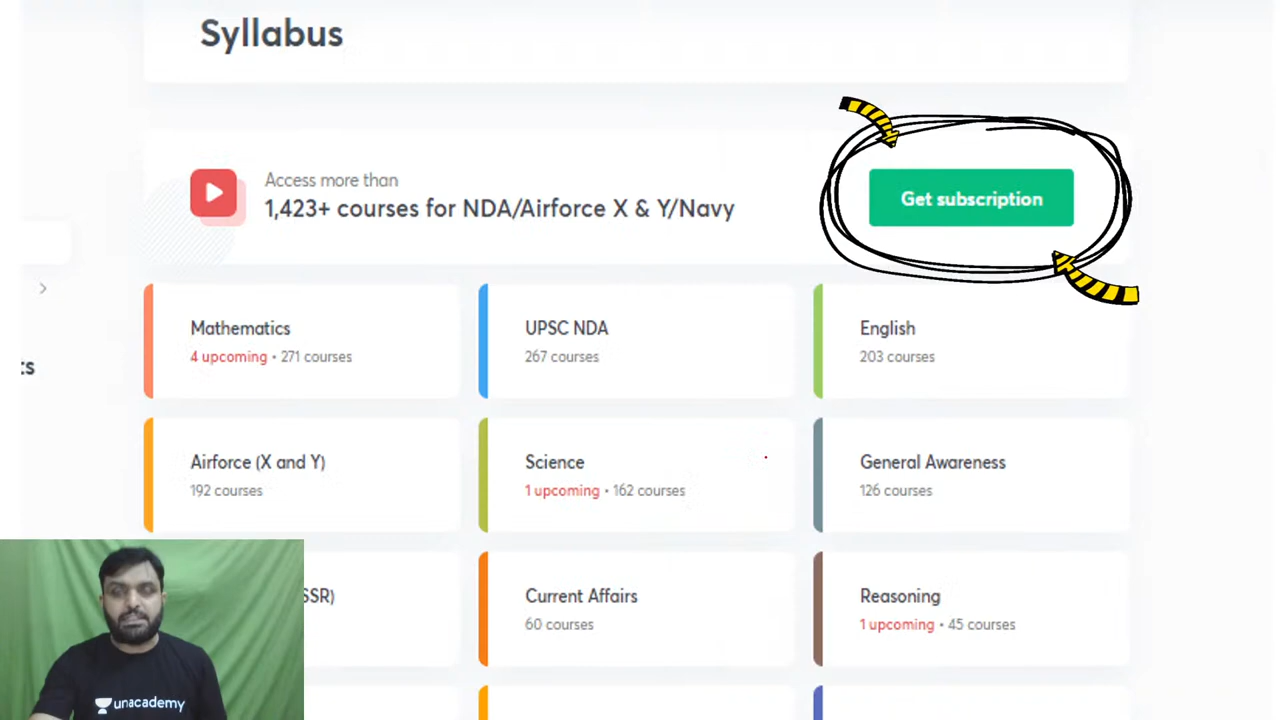 Syllabus
Access more than
1,423+ courses for NDA/Airforce X & Y/Navy
Get subscription
ts
Mathematics
4 upcoming • 271 courses
UPSC NDA
267 courses
English
203 courses
Airforce (X and Y)
192 courses
Science
1 upcoming • 162 courses
General Awareness
126 courses
SSR)
Current Affairs
60 courses
Reasoning
1 upcoming • 45 courses
unacademy